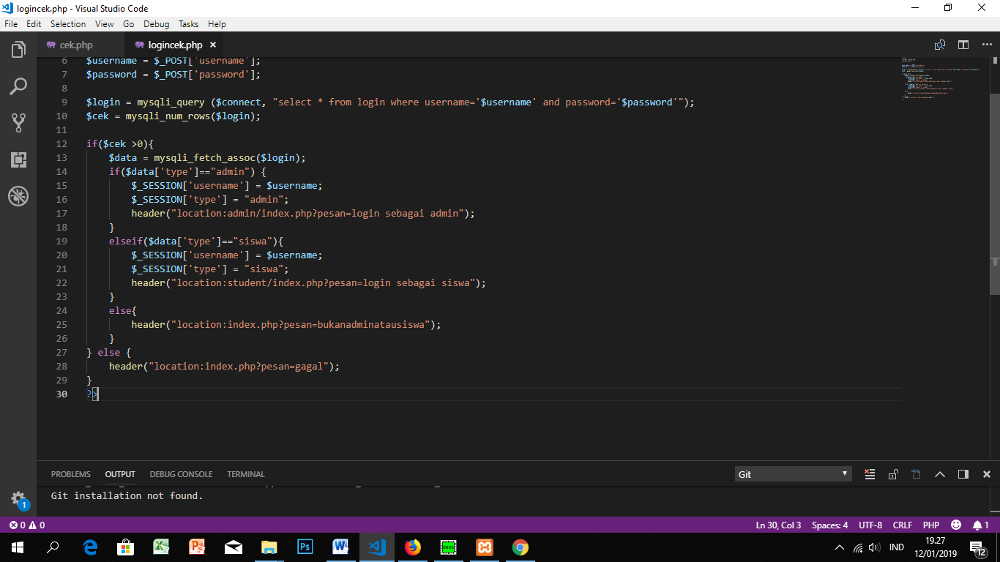 logincek.php - Visual Studio Code
File Edit Selection View Go Debug Tasks Help
cek.php logincek.php
6 $username = $_POST['username'];
7 $password = $_POST['password'];
8
9 $login = mysqli_query ($connect, "select * from login where username='$username' and password='$password'");
10 $cek = mysqli_num_rows($login);
11
12 if($cek >0){
13 $data = mysqli_fetch_assoc($login);
14 if($data['type']=="admin") {
15 $_SESSION['username'] = $username;
16 $_SESSION['type'] = "admin";
17 header("location:admin/index.php?pesan=login sebagai admin");
18 }
19 elseif($data['type']=="siswa"){
20 $_SESSION['username'] = $username;
21 $_SESSION['type'] = "siswa";
22 header("location:student/index.php?pesan=login sebagai siswa");
23 }
24 else{
25 header("location:index.php?pesan=bukanadminatausiswa");
26 }
27 } else {
28 header("location:index.php?pesan=gagal");
29 }
30 ?>
PROBLEMS OUTPUT DEBUG CONSOLE TERMINAL Git
Git installation not found.
1
0 0 Ln 30, Col 3 Spaces: 4 UTF-8 CRLF PHP 1
IND 19.27
12/01/2019 12